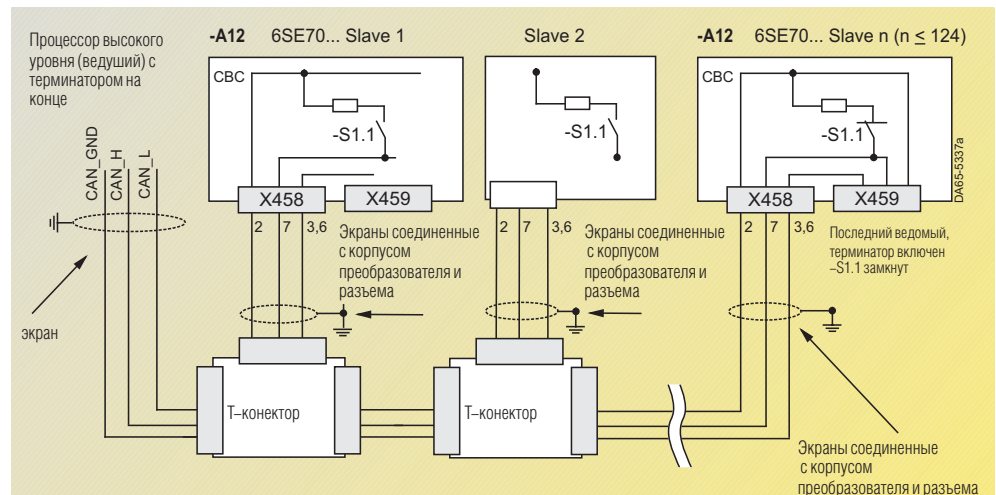 Процессор высокого
уровня (ведуший) с
терминатором на
конце
-A12 6SE70... Slave 1
Slave 2
-A12 6SE70... Slave n (n ≤ 124)
CBC
-S1.1
-S1.1
CBC
-S1.1
CAN_GND
CAN_H
CAN_L
X458
X459
X458
X459
DA65-5337a
2 7 3,6
2 7 3,6
2 7 3,6
Экраны соединенные
с корпусом
преобразователя и
разъема
Экраны соединенные
с корпусом
преобразователя и
разъема
Последний ведомый,
терминатор включен
–S1.1 замкнут
экран
Т–конектор
Т–конектор
Экраны соединенные
с корпусом
преобразователя и разъема